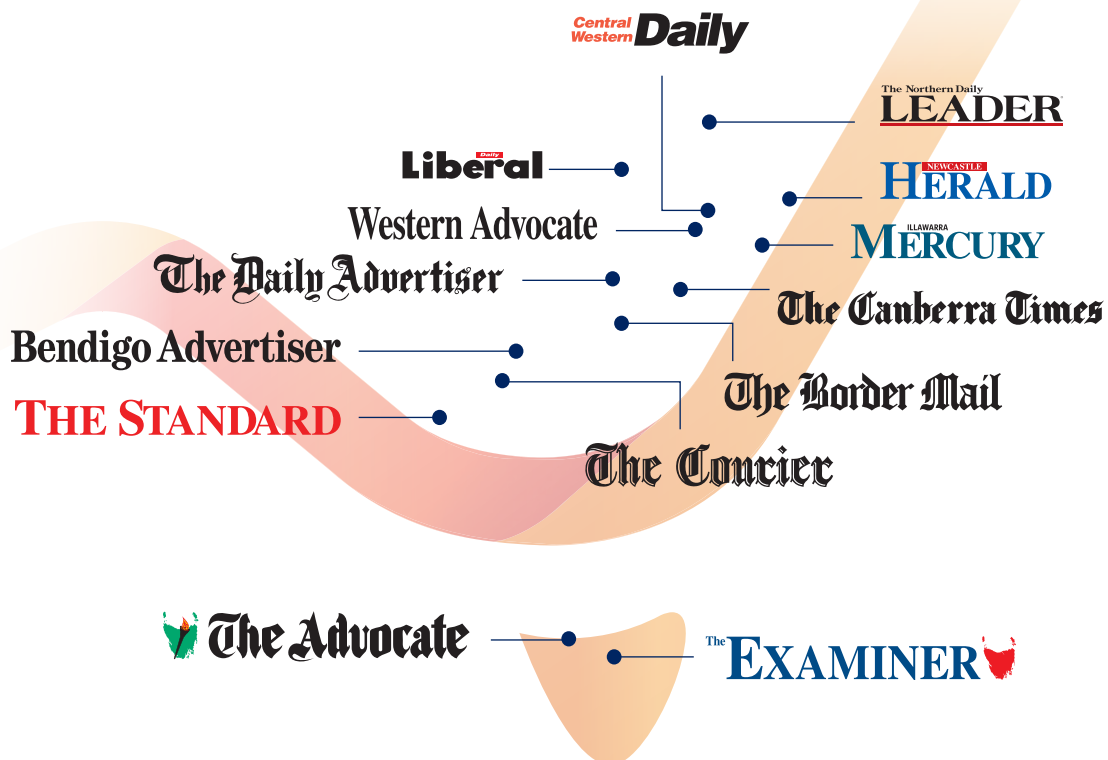 Central
Western Daily
The Northern Daily
LEADER
Daily
Liberal
NEWCASTLE
HERALD
Western Advocate
ILLAWARRA
MERCURY
The Daily Advertiser
The Canberra Times
Bendigo Advertiser
The Border Mail
THE STANDARD
The Courier
The Advocate
The EXAMINER